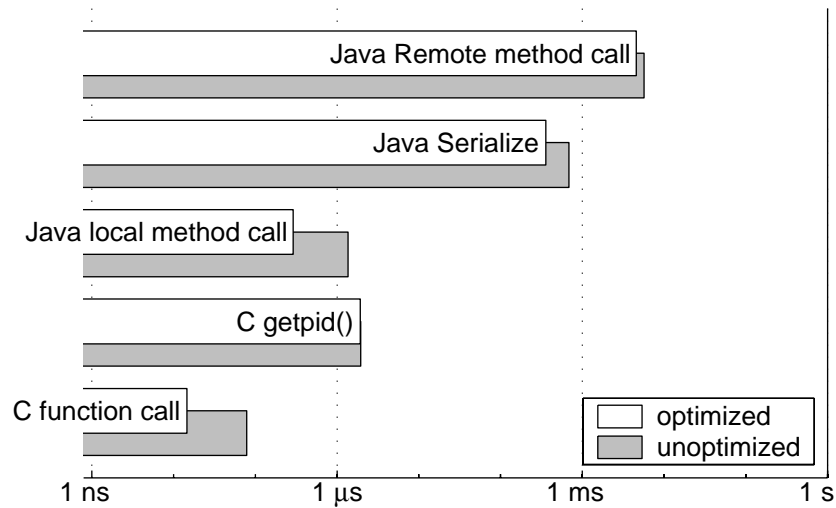 Java Remote method call
Java Serialize
Java local method call
C getpid()
C function call
optimized
unoptimized
1 ns
1 μs
1 ms
1 s